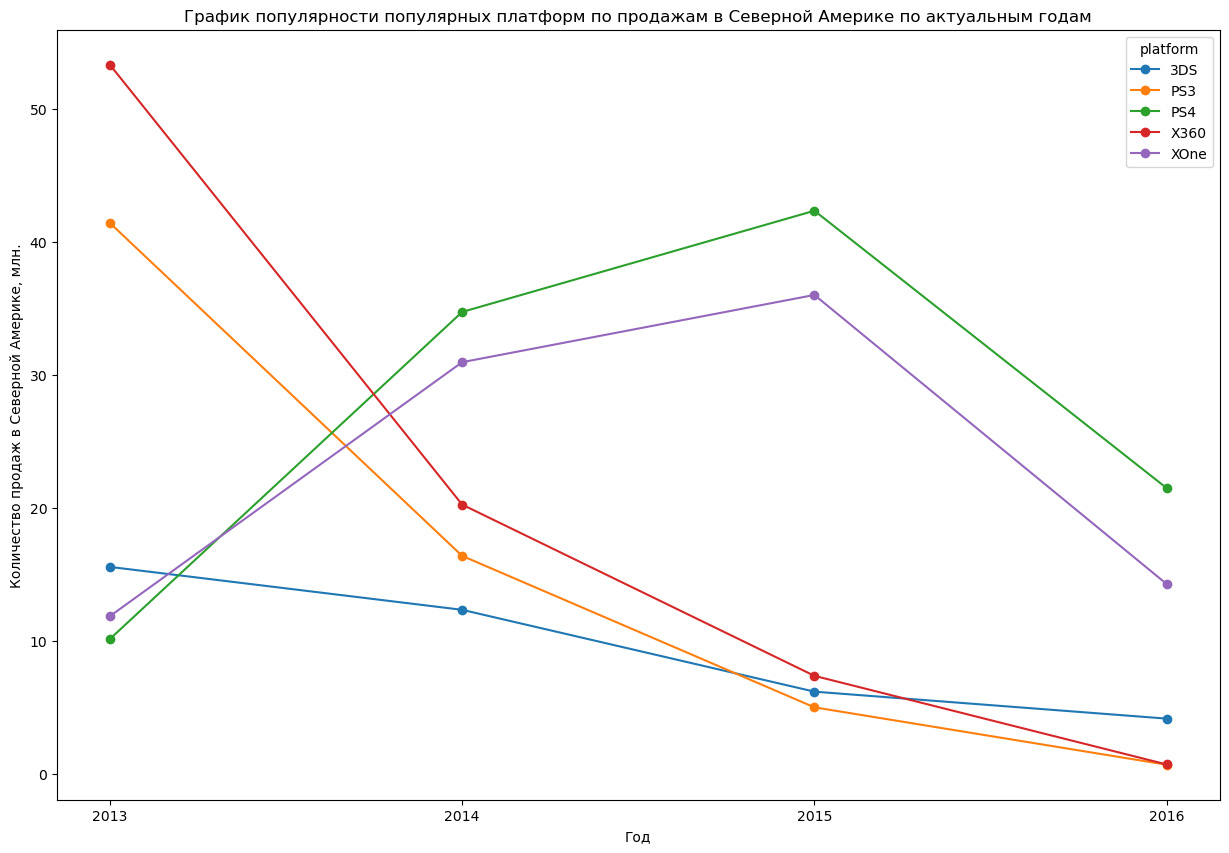 График популярности популярных платформ по продажам в Северной Америке по актуальным годам
Количество продаж в Северной Америке, млн.
50
40
30
20
10
0
2013
2014
2015
2016
Год
platform
3DS
PS3
PS4
X360
XOne